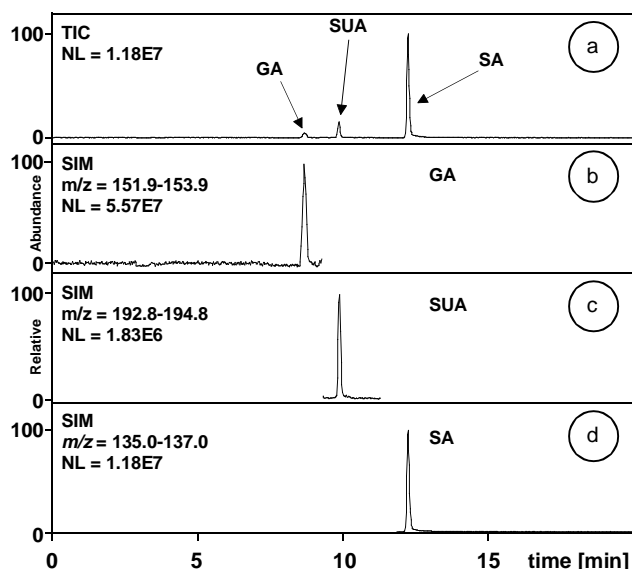 100
TIC
NL = 1.18E7
GA
SUA
SA
a
0
100
SIM
m/z = 151.9-153.9
NL = 5.57E7
GA
b
0
Relative Abundance
100
SIM
m/z = 192.8-194.8
NL = 1.83E6
SUA
c
0
100
SIM
m/z = 135.0-137.0
NL = 1.18E7
SA
d
0
0 5 10 15 time [min]